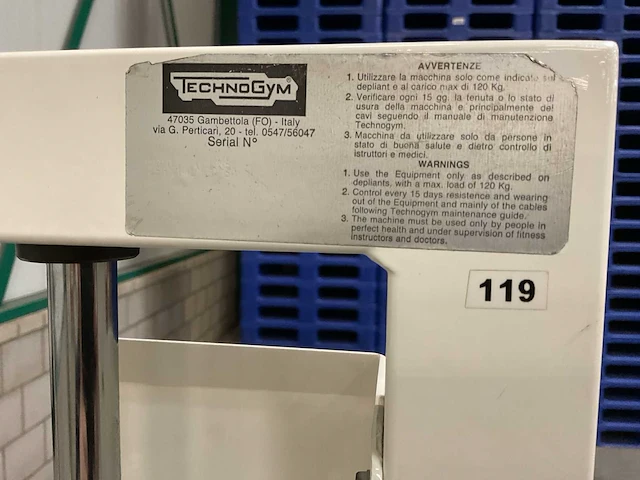 TECHNOGYM
47035 Gambettola (FO) - Italy
via G. Perticari, 20 - tel. 0547/56047
Serial N°
AVVERTENZE
1. Utilizzare la macchina solo come indicato sul
depliant e al carico max di 120 Kg.
2. Verificare ogni 15 gg. la tenuta o lo stato di
usura della macchina e principalmente dei
cavi seguendo il manuale di manutenzione
Technogym.
3. Macchina da utilizzare solo da persone in
stato di buona salute e dietro controllo di
istruttori e medici.
WARNINGS
1. Use the Equipment only as described on
depliants, with a max. load of 120 Kg.
2. Control every 15 days resistence and wearing
out of the Equipment and mainly of the cables
following Technogym maintenance guide.
3. The machine must be used only by people in
perfect health and under supervision of fitness
instructors and doctors.
119